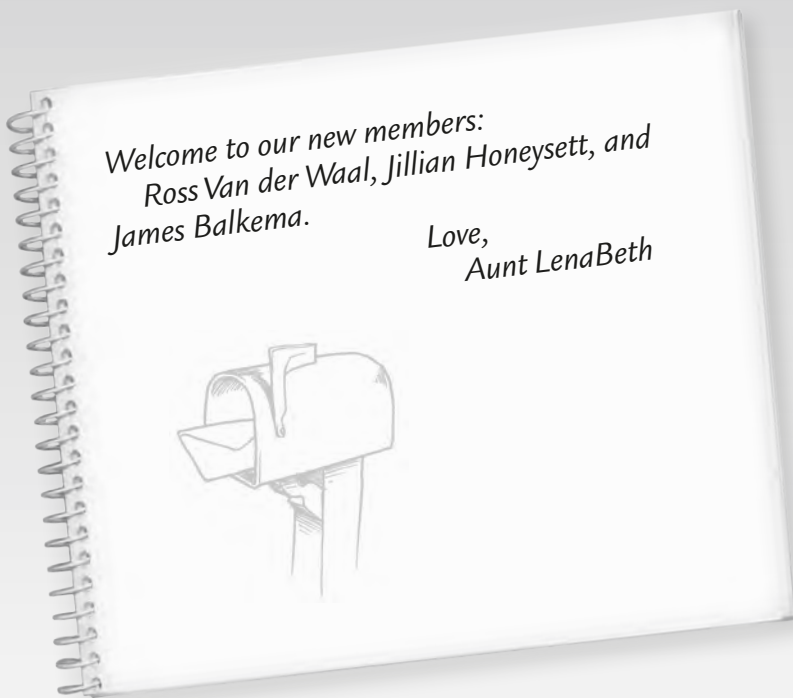 Welcome to our new members:
Ross Van der Waal, Jillian Honeysett, and
James Balkema.
Love,
Aunt LenaBeth